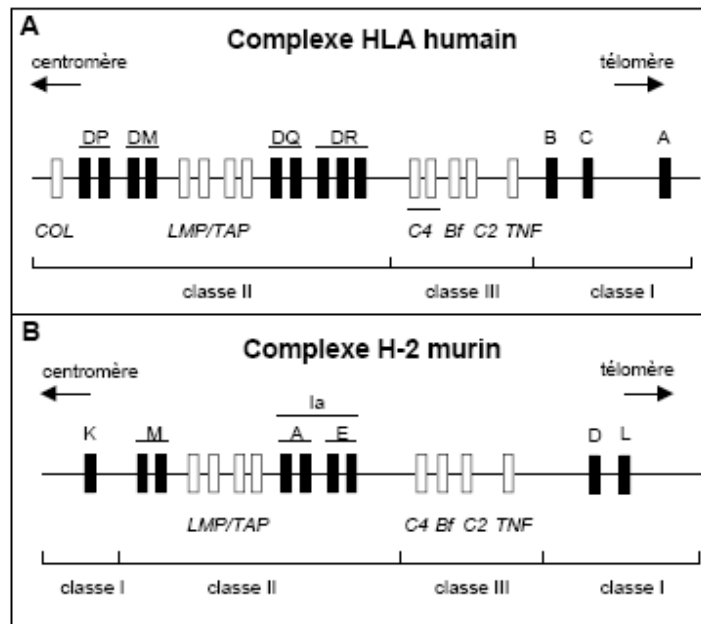 A
Complexe HLA humain
centromère
télomère
DP DM DQ DR B C A
COL LMP/TAP C4 Bf C2 TNF
classe II classe III classe I
B
Complexe H-2 murin
centromère
télomère
Ia
K M A E D L
LMP/TAP C4 Bf C2 TNF
classe I classe II classe III classe I